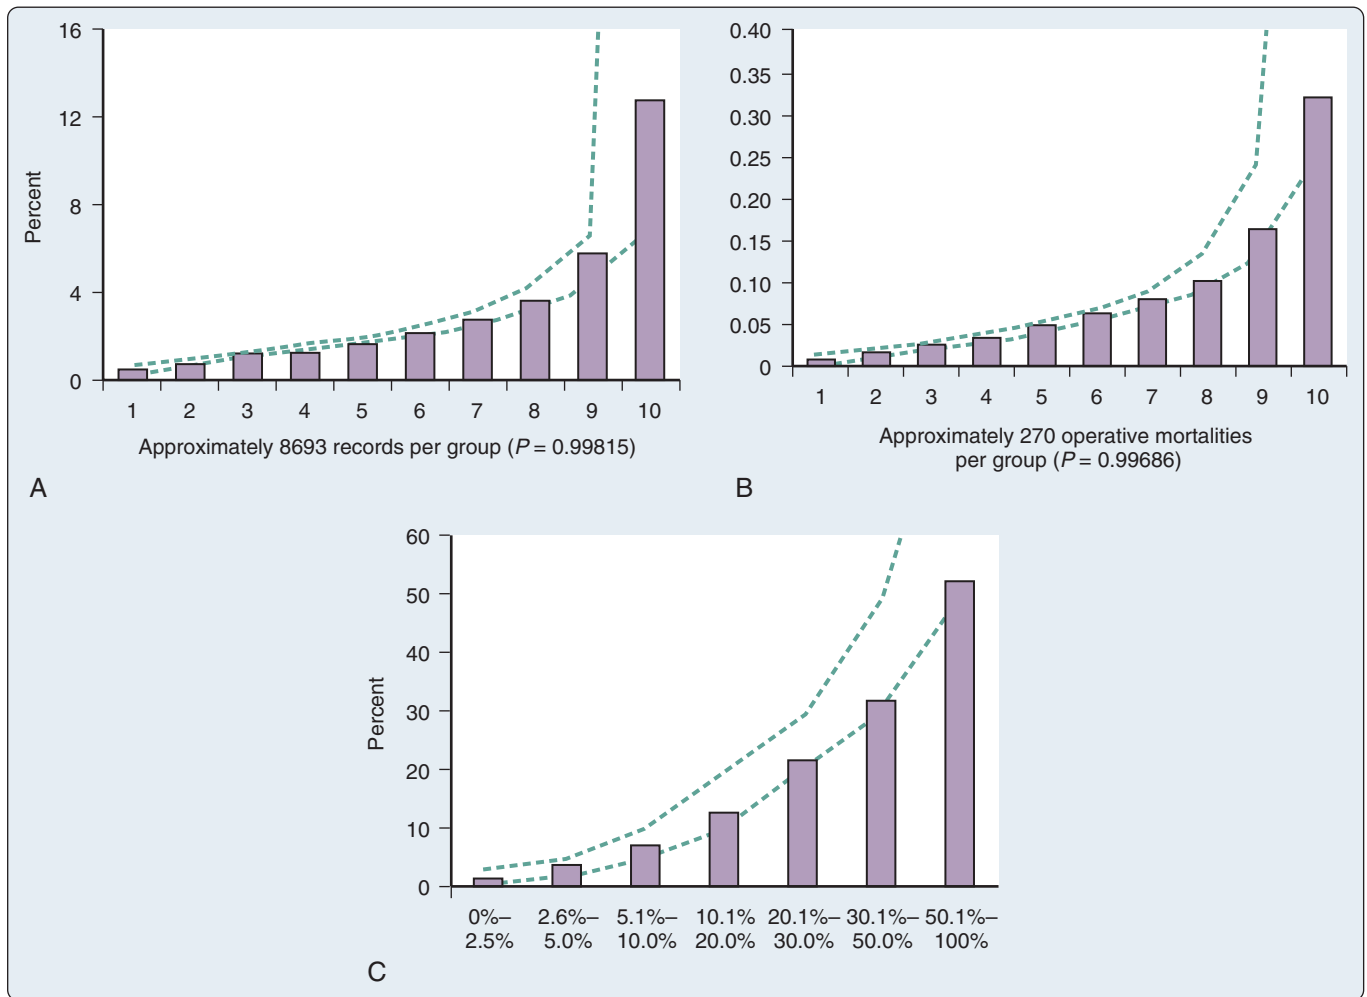 16
12
8
4
0
Percent
1 2 3 4 5 6 7 8 9 10
Approximately 8693 records per group (P = 0.99815)
A
0.40
0.35
0.30
0.25
0.20
0.15
0.10
0.05
0
1 2 3 4 5 6 7 8 9 10
Approximately 270 operative mortalities
per group (P = 0.99686)
B
60
50
40
30
20
10
0
Percent
0%– 2.6%– 5.1%– 10.1% 20.1%– 30.1%– 50.1%–
2.5% 5.0% 10.0% 20.0% 30.0% 50.0% 100%
C